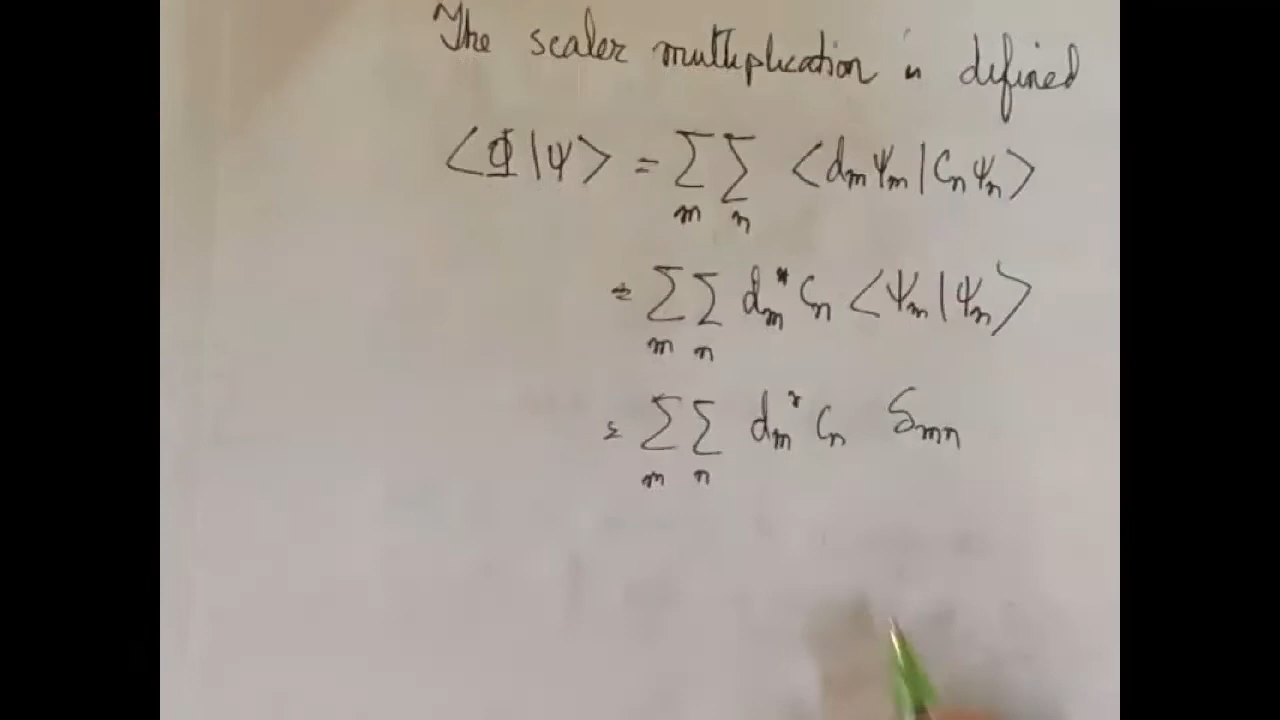 The scaler multiplication is defined
<Φ|ψ> = Σ_m Σ_n <d_m ψ_m | C_n ψ_n>
= Σ_m Σ_n d_m^* C_n <ψ_m | ψ_n>
= Σ_m Σ_n d_m^* C_n δ_mn